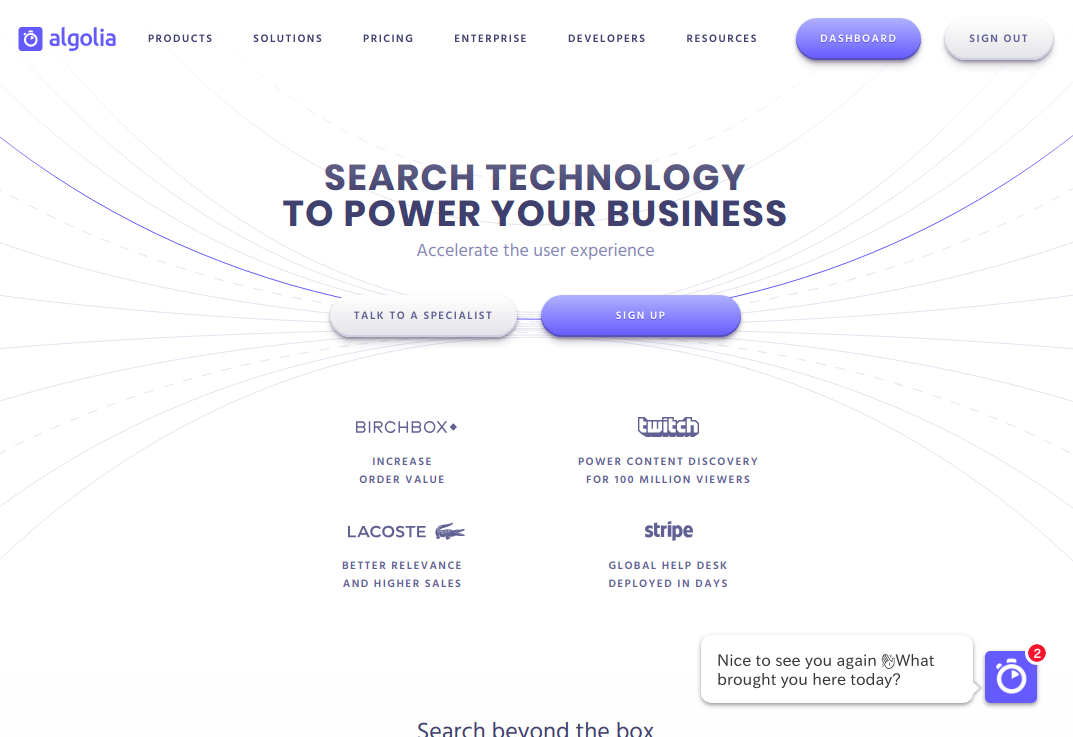 algolia
PRODUCTS
SOLUTIONS
PRICING
ENTERPRISE
DEVELOPERS
RESOURCES
DASHBOARD
SIGN OUT
SEARCH TECHNOLOGY
TO POWER YOUR BUSINESS
Accelerate the user experience
TALK TO A SPECIALIST
SIGN UP
BIRCHBOX
INCREASE
ORDER VALUE
twitch
POWER CONTENT DISCOVERY
FOR 100 MILLION VIEWERS
LACOSTE
BETTER RELEVANCE
AND HIGHER SALES
stripe
GLOBAL HELP DESK
DEPLOYED IN DAYS
Nice to see you again 👋What
brought you here today?
2
Search beyond the box